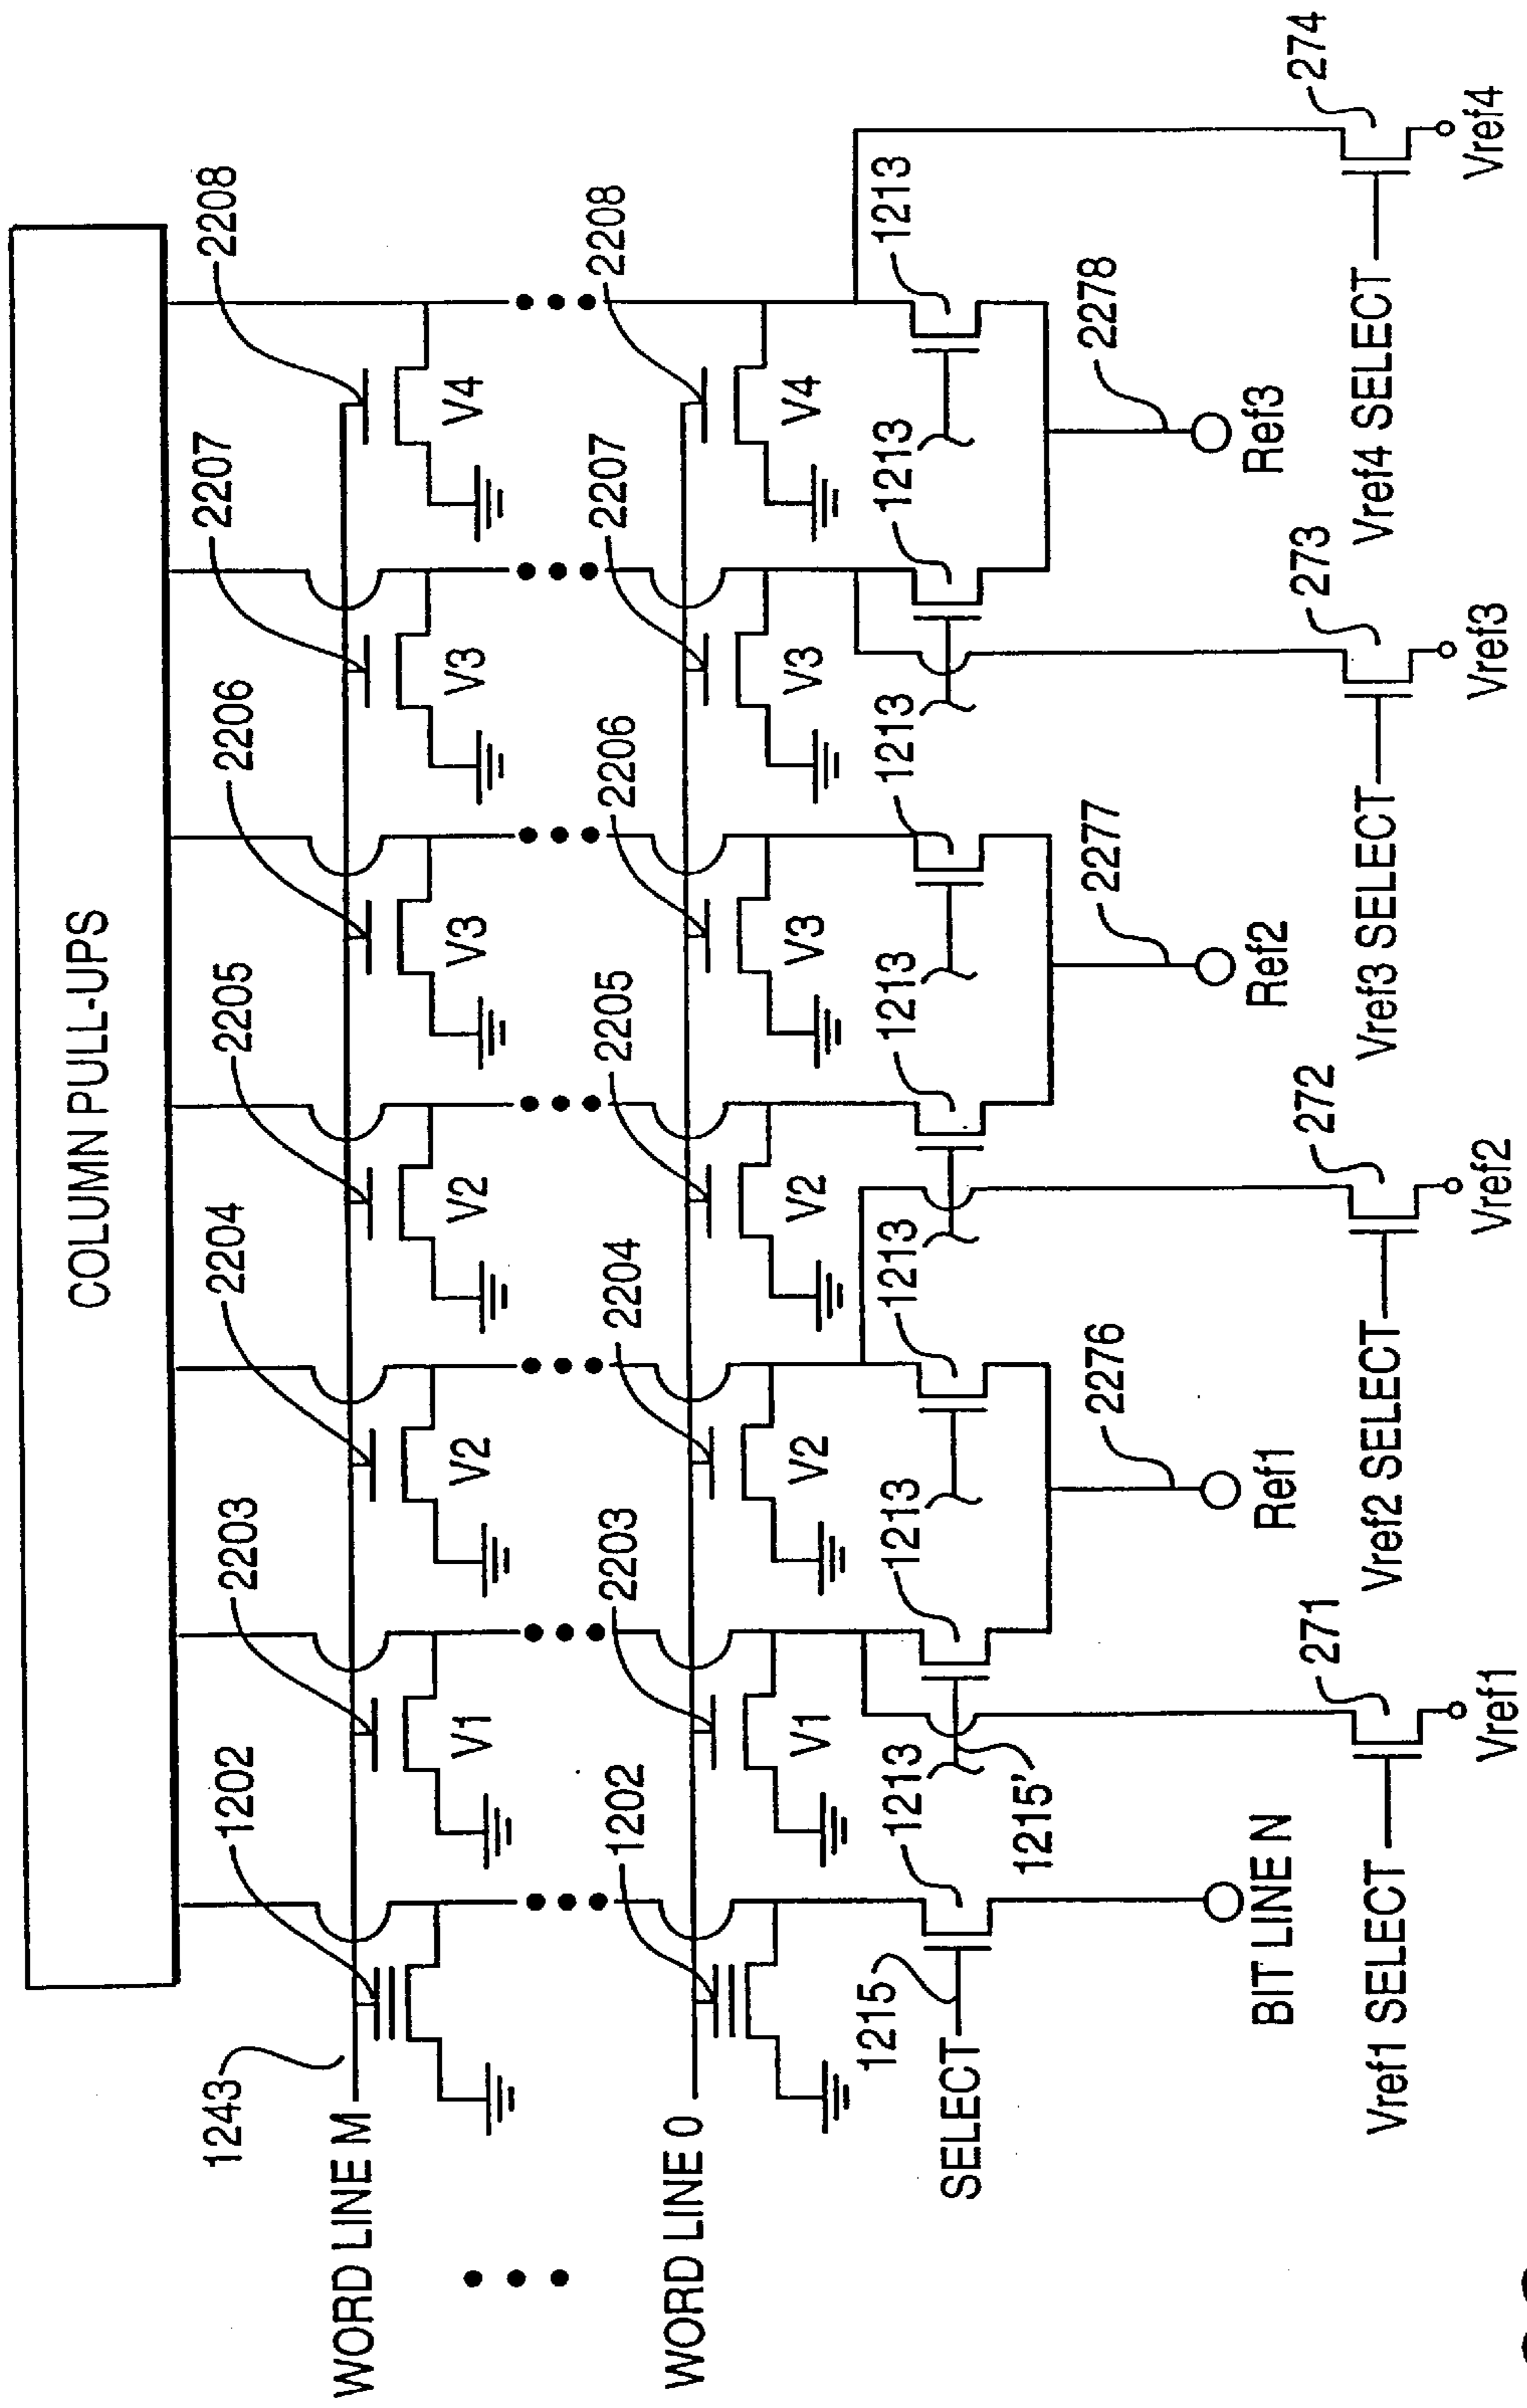 COLUMN PULL-UPS
1243
1202
2203
2204
2205
2206
2207
2208
WORD LINE M
V1
V2
V2
V3
V3
V4
1202
2203
2204
2205
2206
2207
2208
WORD LINE 0
V1
V2
V2
V3
V3
V4
1215
1213
1213
1213
1213
1213
1213
1213
SELECT
1215'
2276
2277
2278
BIT LINE N
Ref1
Ref2
Ref3
271
272
273
274
Vref1 SELECT
Vref2 SELECT
Vref3 SELECT
Vref4 SELECT
Vref1
Vref2
Vref3
Vref4